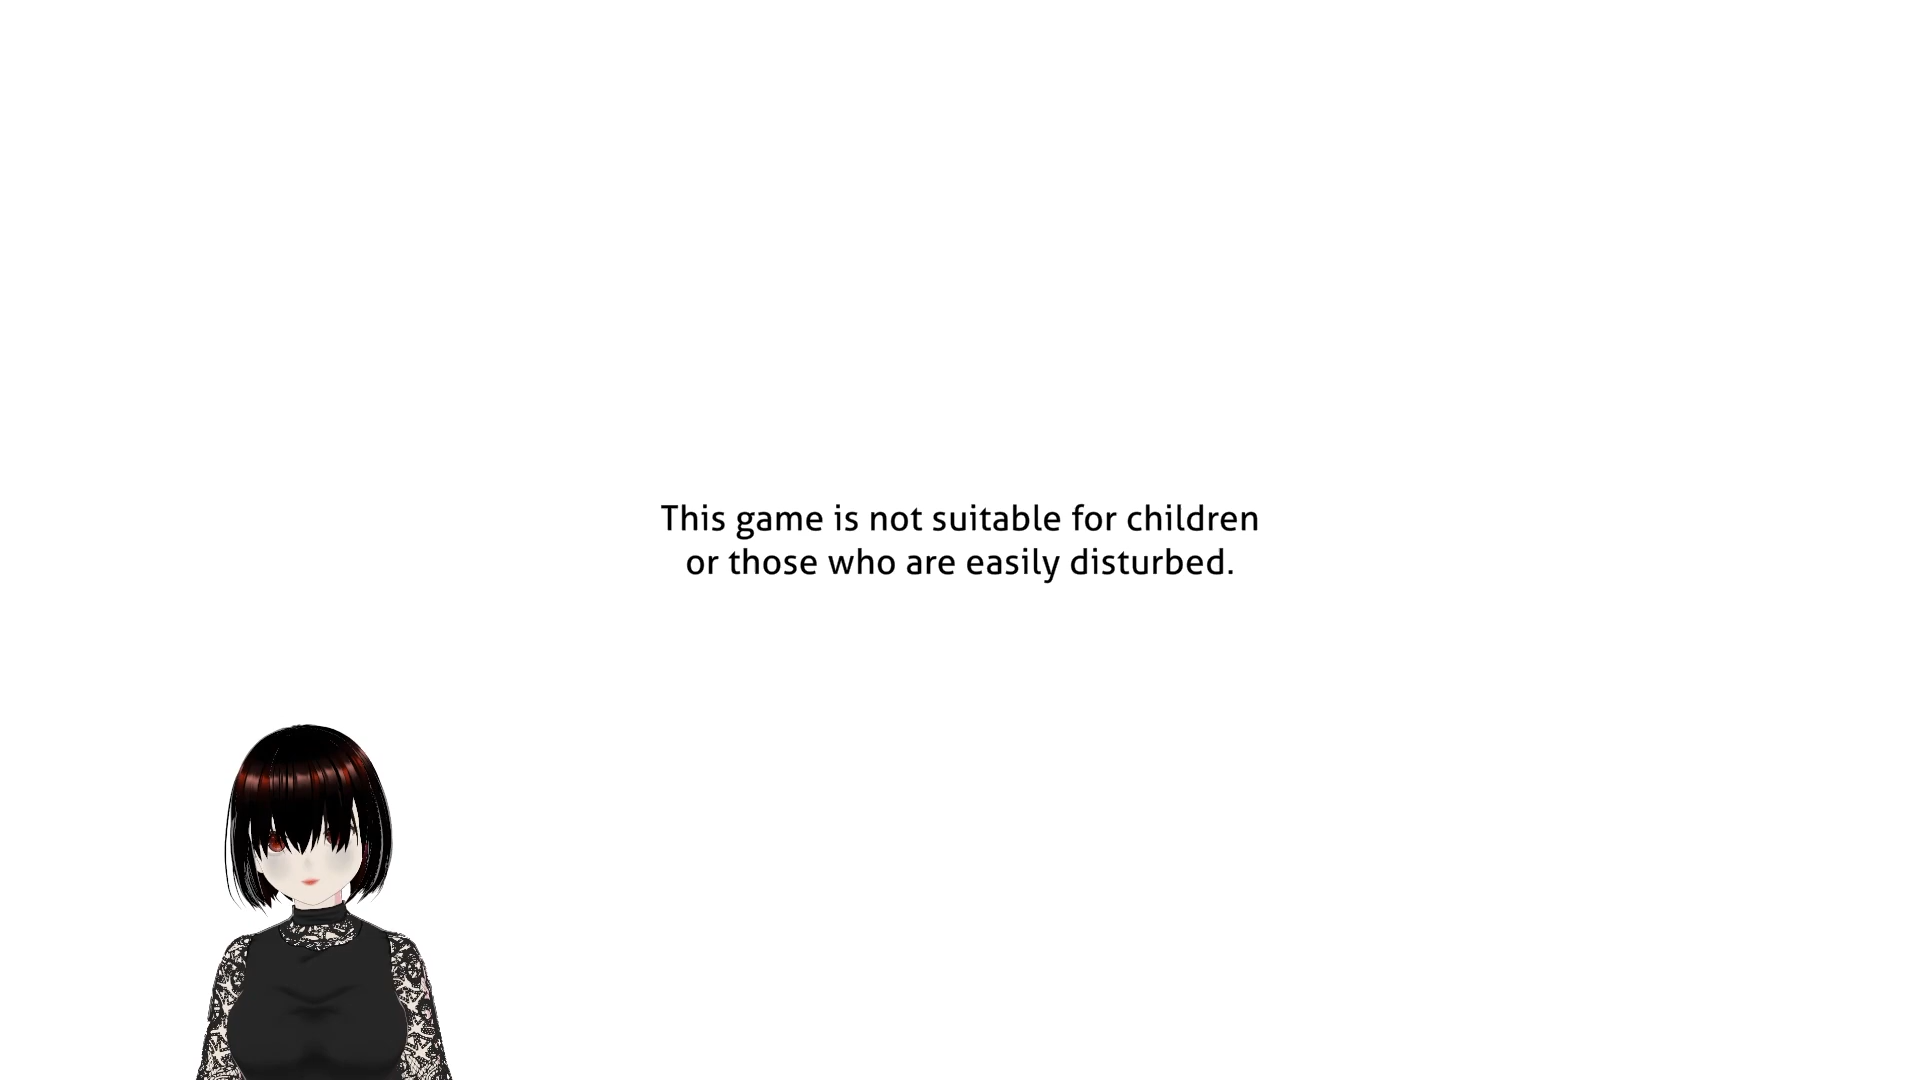 This game is not suitable for children
or those who are easily disturbed.